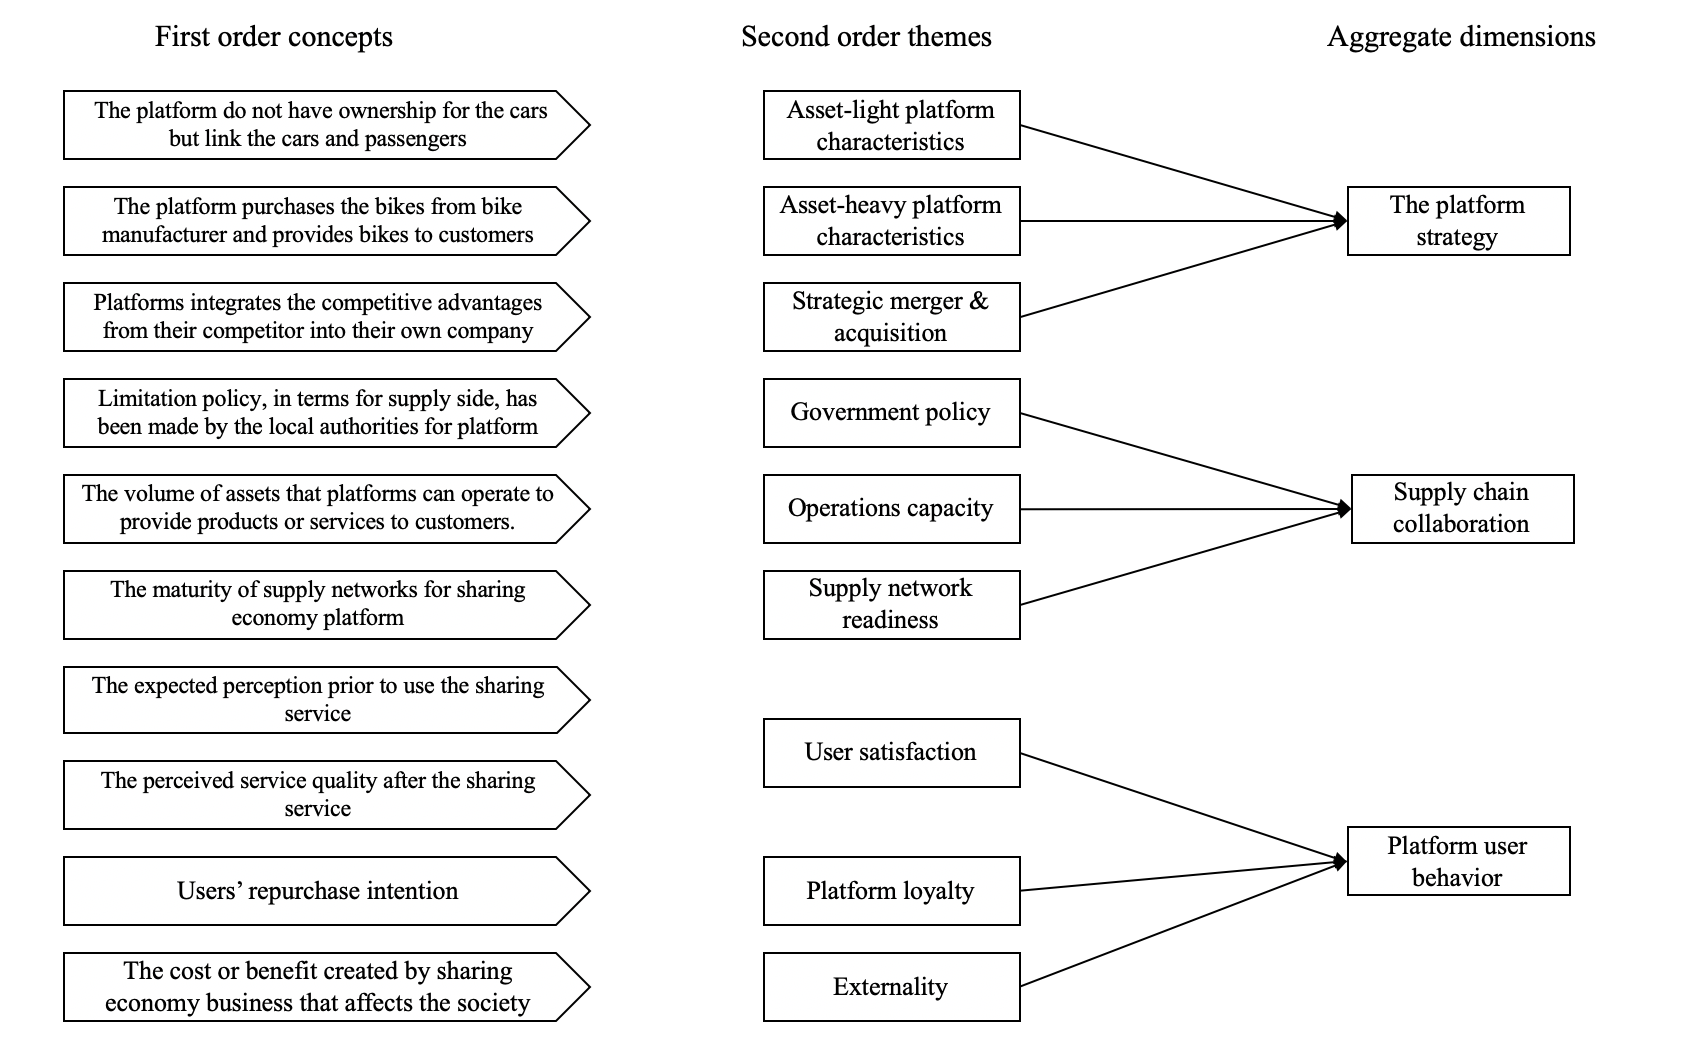 First order concepts
Second order themes
Aggregate dimensions
The platform do not have ownership for the cars
but link the cars and passengers
The platform purchases the bikes from bike
manufacturer and provides bikes to customers
Platforms integrates the competitive advantages
from their competitor into their own company
Limitation policy, in terms for supply side, has
been made by the local authorities for platform
The volume of assets that platforms can operate to
provide products or services to customers.
The maturity of supply networks for sharing
economy platform
The expected perception prior to use the sharing
service
The perceived service quality after the sharing
service
Users’ repurchase intention
The cost or benefit created by sharing
economy business that affects the society
Asset-light platform
characteristics
Asset-heavy platform
characteristics
Strategic merger &
acquisition
Government policy
Operations capacity
Supply network
readiness
User satisfaction
Platform loyalty
Externality
The platform
strategy
Supply chain
collaboration
Platform user
behavior